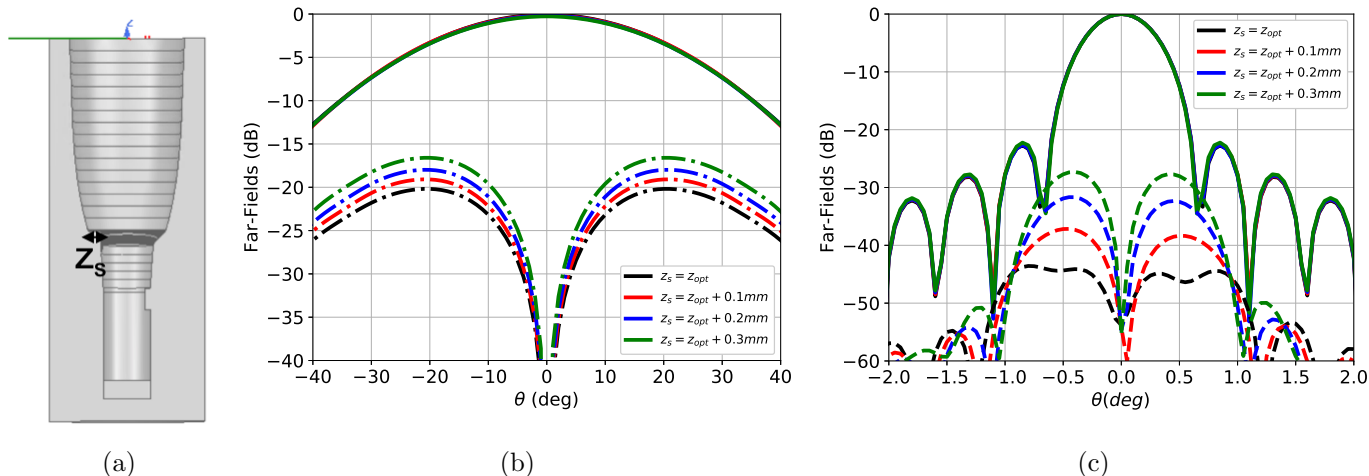 Z_s
0
−5
−10
−15
−20
−25
−30
−35
−40
Far-Fields (dB)
z_s = z_opt
z_s = z_opt + 0.1mm
z_s = z_opt + 0.2mm
z_s = z_opt + 0.3mm
−40 −30 −20 −10 0 10 20 30 40
θ (deg)
0
−10
−20
−30
−40
−50
−60
Far-Fields (dB)
z_s = z_opt
z_s = z_opt + 0.1mm
z_s = z_opt + 0.2mm
z_s = z_opt + 0.3mm
−2.0 −1.5 −1.0 −0.5 0.0 0.5 1.0 1.5 2.0
θ(deg)
(a) (b) (c)